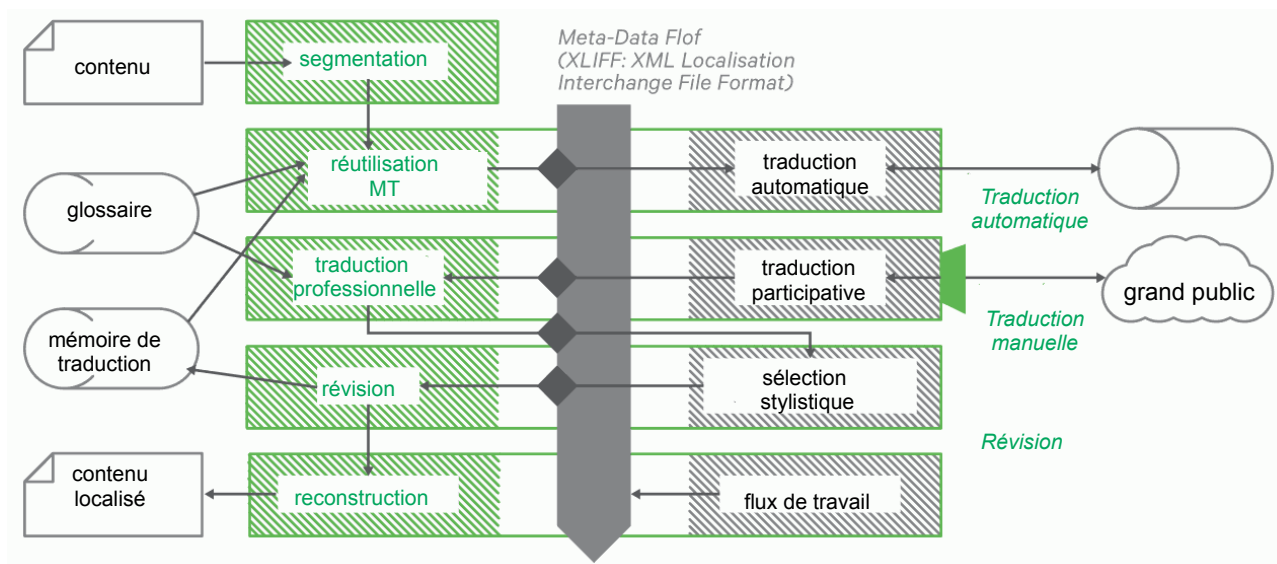 contenu
segmentation
Meta-Data Flof
(XLIFF: XML Localisation
Interchange File Format)
réutilisation
MT
traduction
automatique
Traduction
automatique
glossaire
traduction
professionnelle
traduction
participative
grand public
Traduction
manuelle
mémoire de
traduction
révision
sélection
stylistique
Révision
contenu
localisé
reconstruction
flux de travail